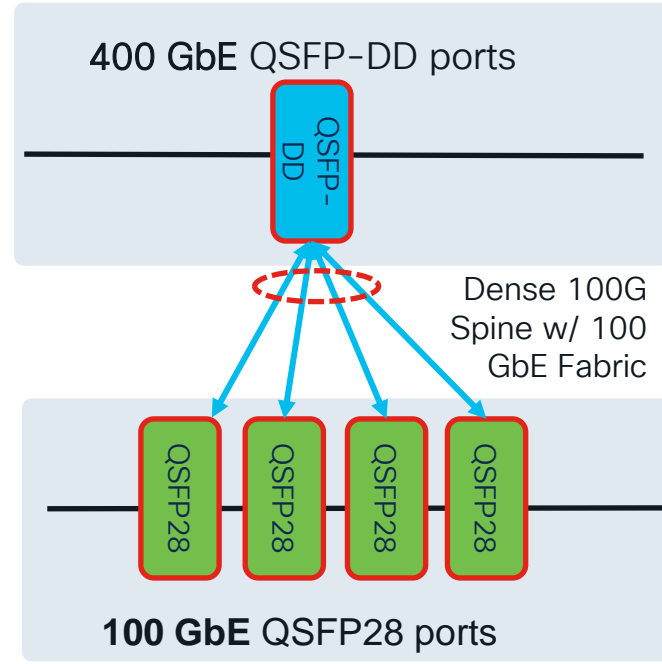 400 GbE QSFP-DD ports
QSFP-
DD
Dense 100G
Spine w/ 100
GbE Fabric
QSFP28
QSFP28
QSFP28
QSFP28
100 GbE QSFP28 ports